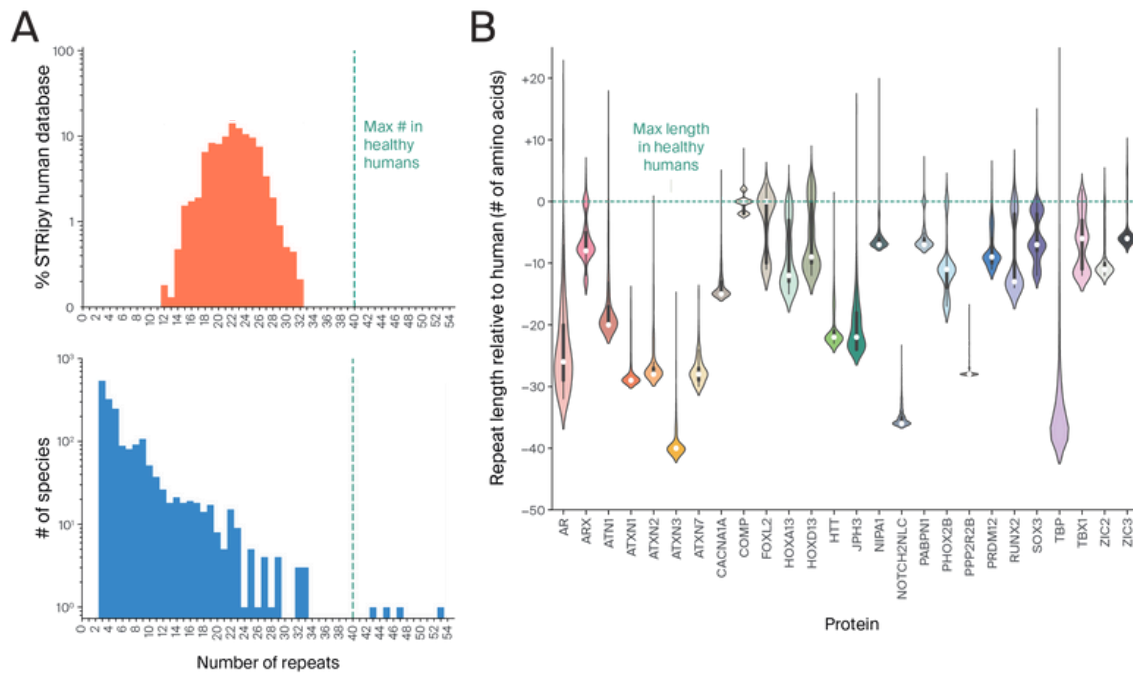 A
% STRipy human database
100
10
1
0
Max # in
healthy
humans
0 2 4 6 8 10 12 14 16 18 20 22 24 26 28 30 32 34 36 38 40 42 44 46 48 50 52 54
# of species
10³
10²
10¹
10⁰
0 2 4 6 8 10 12 14 16 18 20 22 24 26 28 30 32 34 36 38 40 42 44 46 48 50 52 54
Number of repeats
B
Repeat length relative to human (# of amino acids)
+20
+10
0
−10
−20
−30
−40
−50
Max length
in healthy
humans
AR
ARX
ATN1
ATXN1
ATXN2
ATXN3
ATXN7
CACNA1A
COMP
FOXL2
HOXA13
HOXD13
HTT
JPH3
NIPA1
NOTCH2NLC
PABPN1
PHOX2B
PPP2R2B
PRDM12
RUNX2
SOX3
TBP
TBX1
ZIC2
ZIC3
Protein